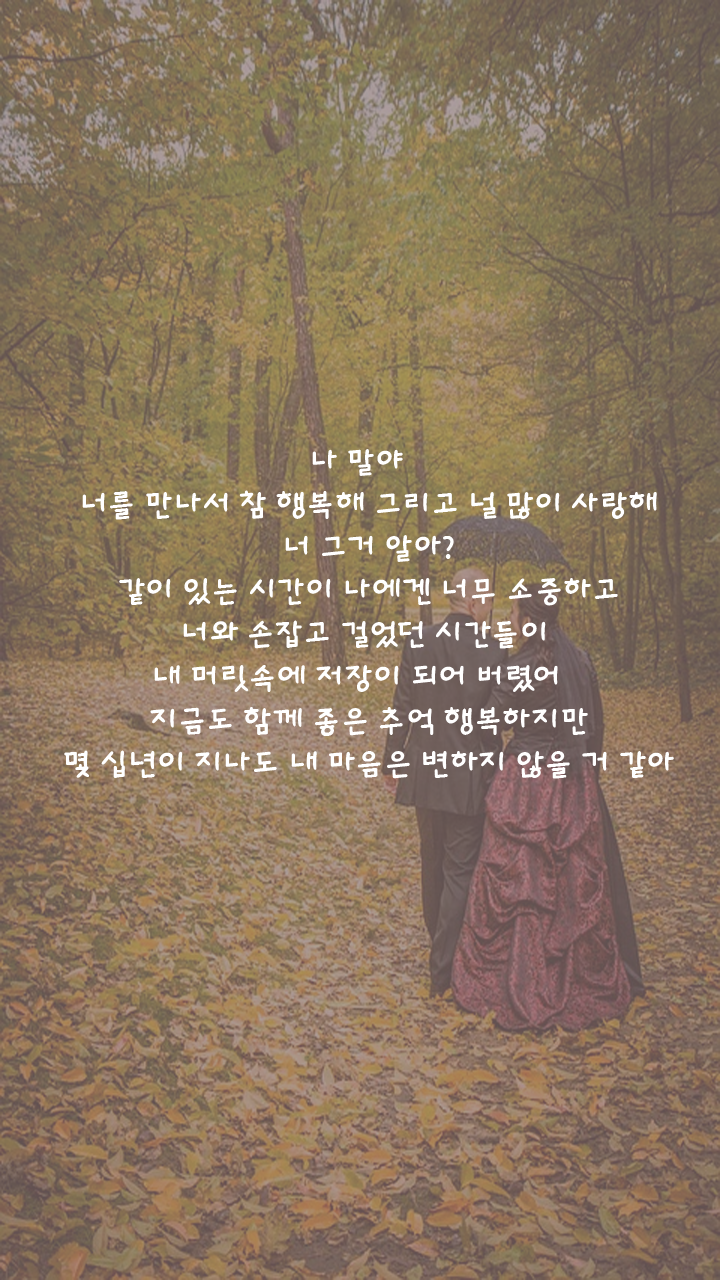 나 말야
너를 만나서 참 행복해 그리고 널 많이 사랑해
너 그거 알아?
같이 있는 시간이 나에겐 너무 소중하고
너와 손잡고 걸었던 시간들이
내 머릿속에 저장이 되어 버렸어
지금도 함께 좋은 추억 행복하지만
몇 십년이 지나도 내 마음은 변하지 않을 거 같아